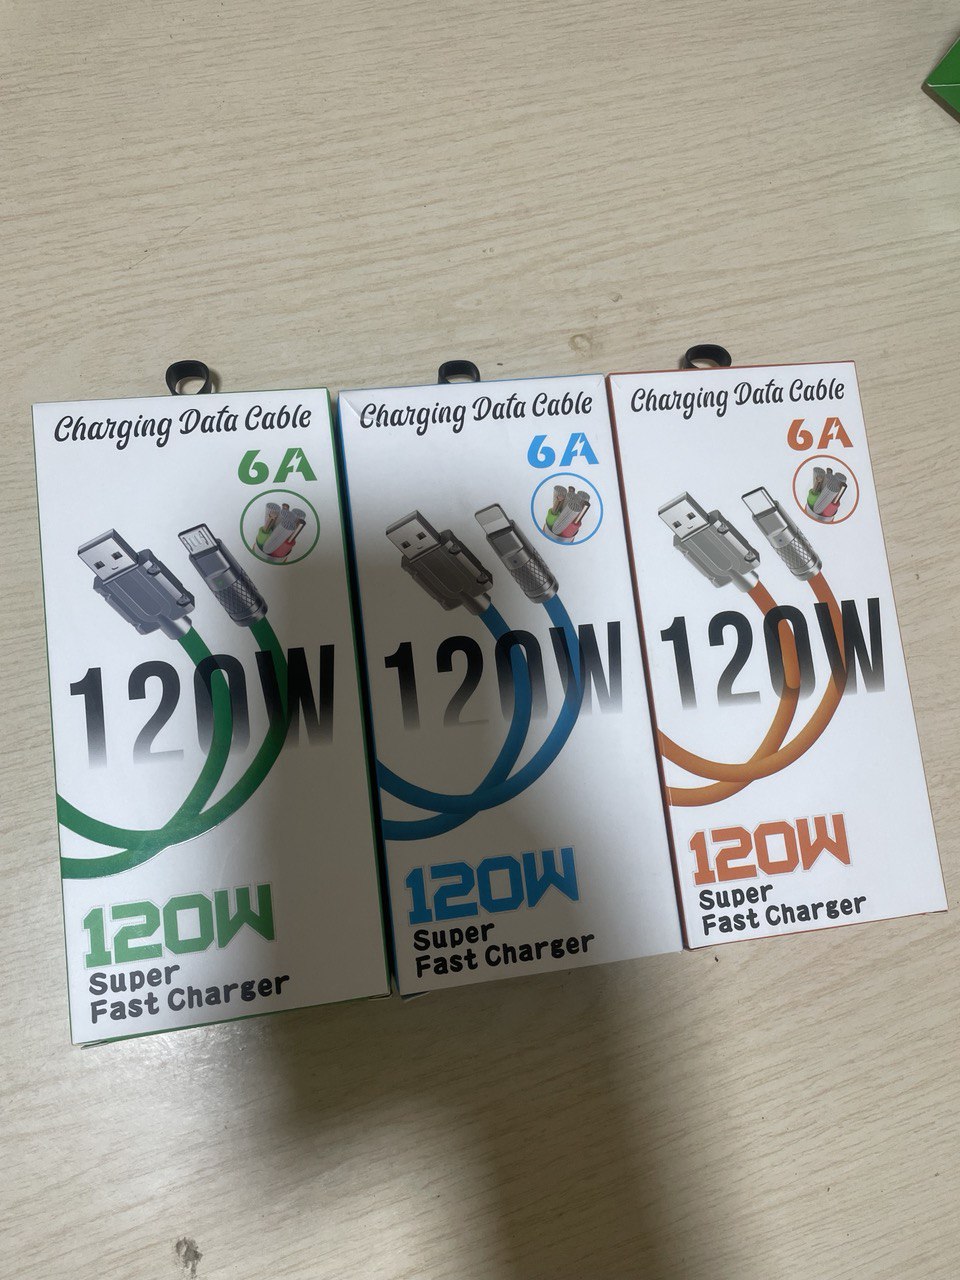 Charging Data Cable
6A
120W
120W
Super
Fast Charger
Charging Data Cable
6A
120W
120W
Super
Fast Charger
Charging Data Cable
6A
120W
120W
Super
Fast Charger